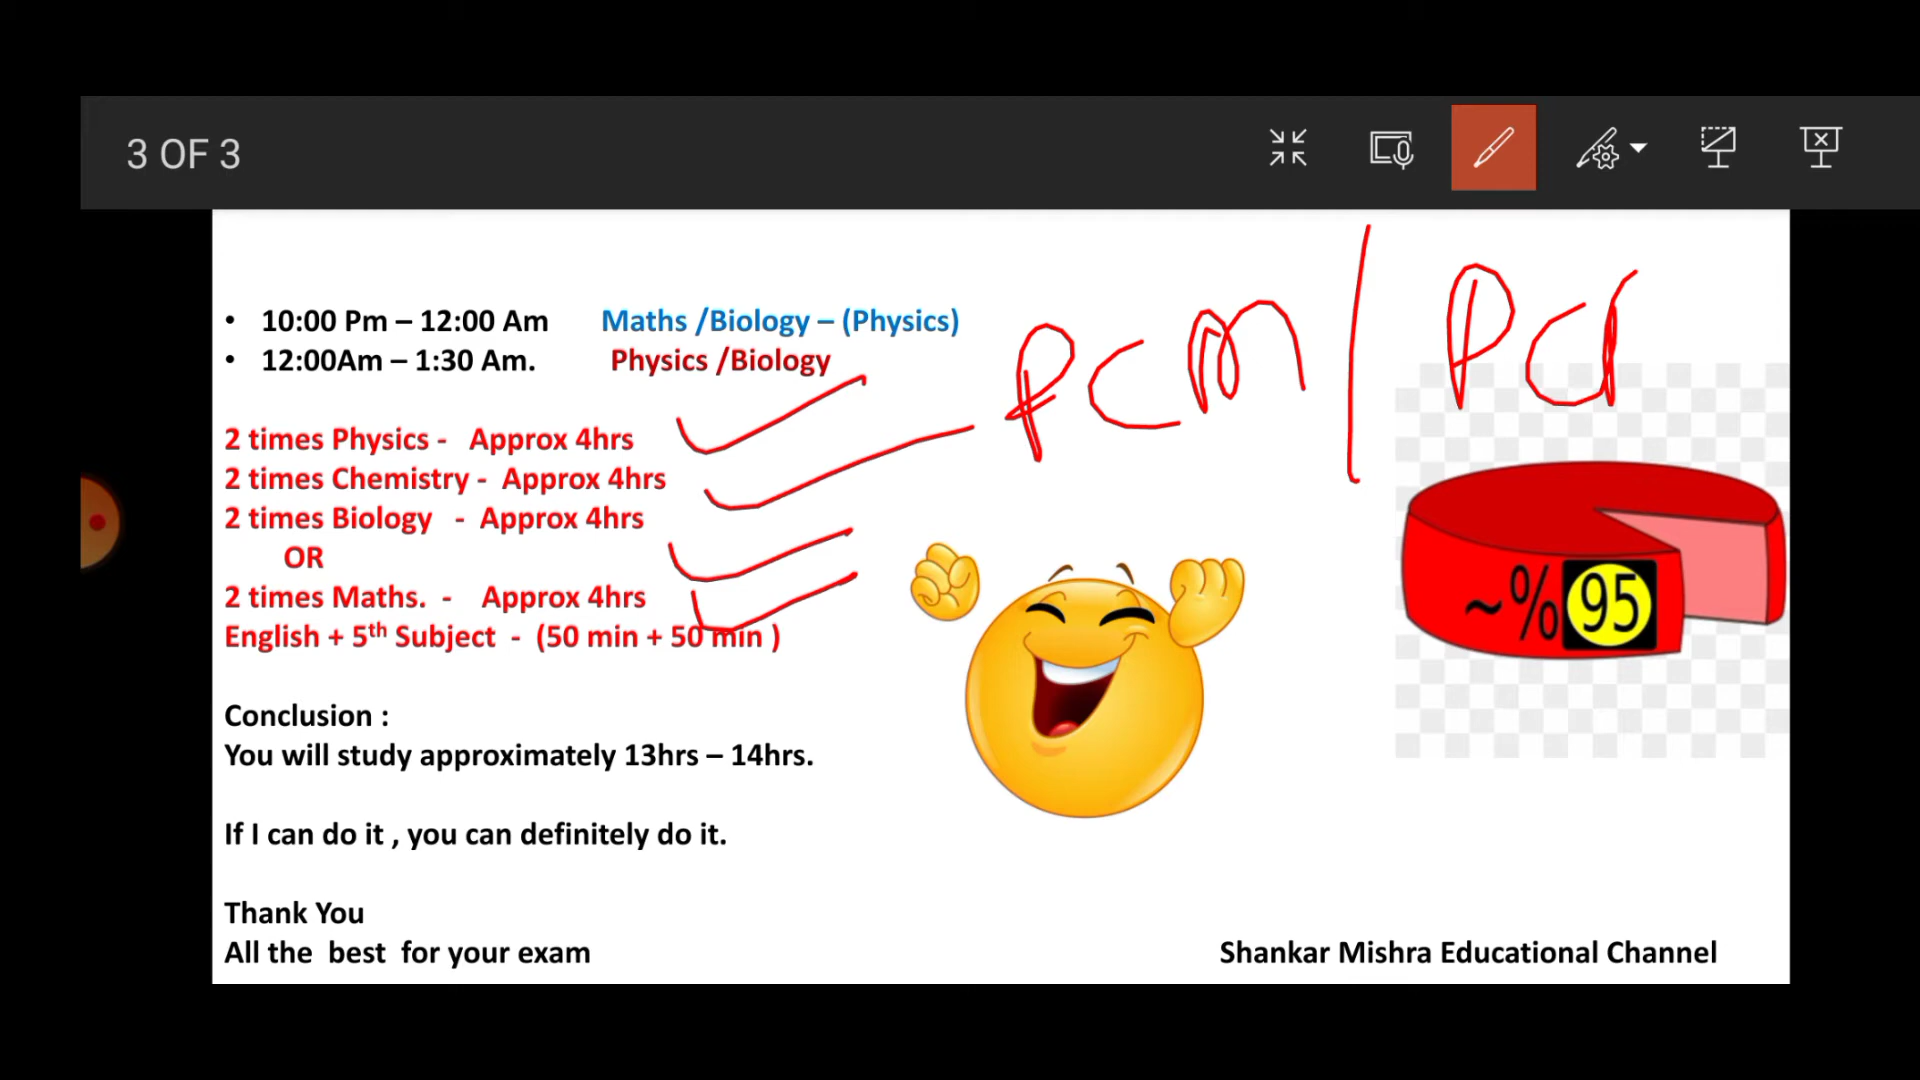 3 OF 3
• 10:00 Pm – 12:00 Am Maths /Biology – (Physics)
• 12:00Am – 1:30 Am. Physics /Biology
PCM / PC
2 times Physics - Approx 4hrs
2 times Chemistry - Approx 4hrs
2 times Biology - Approx 4hrs
OR
2 times Maths. - Approx 4hrs
English + 5th Subject - (50 min + 50 min )
~%95
Conclusion :
You will study approximately 13hrs – 14hrs.
If I can do it , you can definitely do it.
Thank You
All the best for your exam
Shankar Mishra Educational Channel